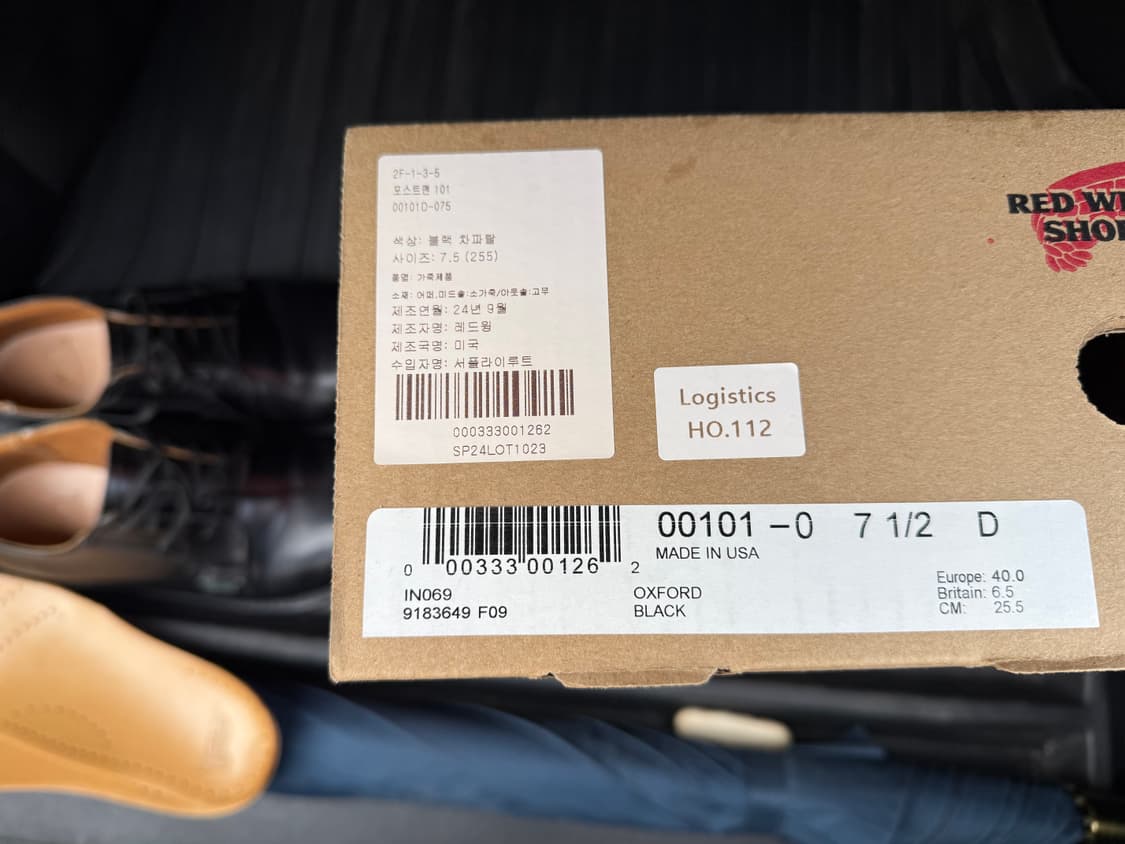 2F-1-3-5
포스트맨 101
00101D-075
색상: 블랙 차파랄
사이즈: 7.5 (255)
품명: 가죽제품
소재: 어퍼,미드솔:소가죽/아웃솔:고무
제조연월: 24년 9월
제조자명: 레드윙
제조국명: 미국
수입자명: 서플라이루트
000333001262
SP24LOT1023
Logistics
HO.112
RED
SHO
0 00333 00126 2
00101 -0 7 1/2 D
MADE IN USA
IN069
9183649 F09
OXFORD
BLACK
Europe: 40.0
Britain: 6.5
CM: 25.5